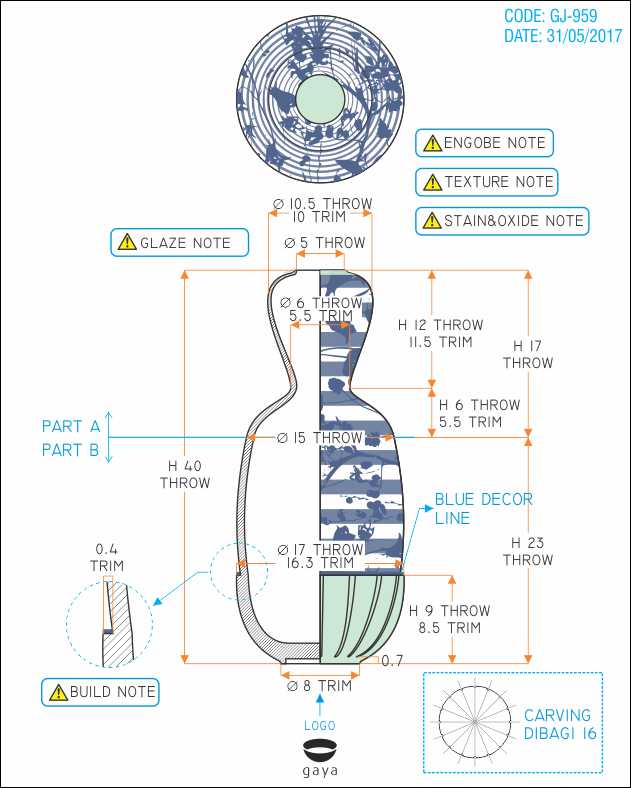 CODE: GJ-959
DATE: 31/05/2017
ENGOBE NOTE
TEXTURE NOTE
STAIN&OXIDE NOTE
GLAZE NOTE
Ø 10.5 THROW
10 TRIM
Ø 5 THROW
Ø 6 THROW
5.5 TRIM
H 12 THROW
11.5 TRIM
H 17
THROW
H 6 THROW
5.5 TRIM
PART A
PART B
Ø 15 THROW
H 40
THROW
BLUE DECOR
LINE
H 23
THROW
Ø 17 THROW
16.3 TRIM
0.4
TRIM
H 9 THROW
8.5 TRIM
0.7
BUILD NOTE
Ø 8 TRIM
LOGO
gaya
CARVING
DIBAGI 16